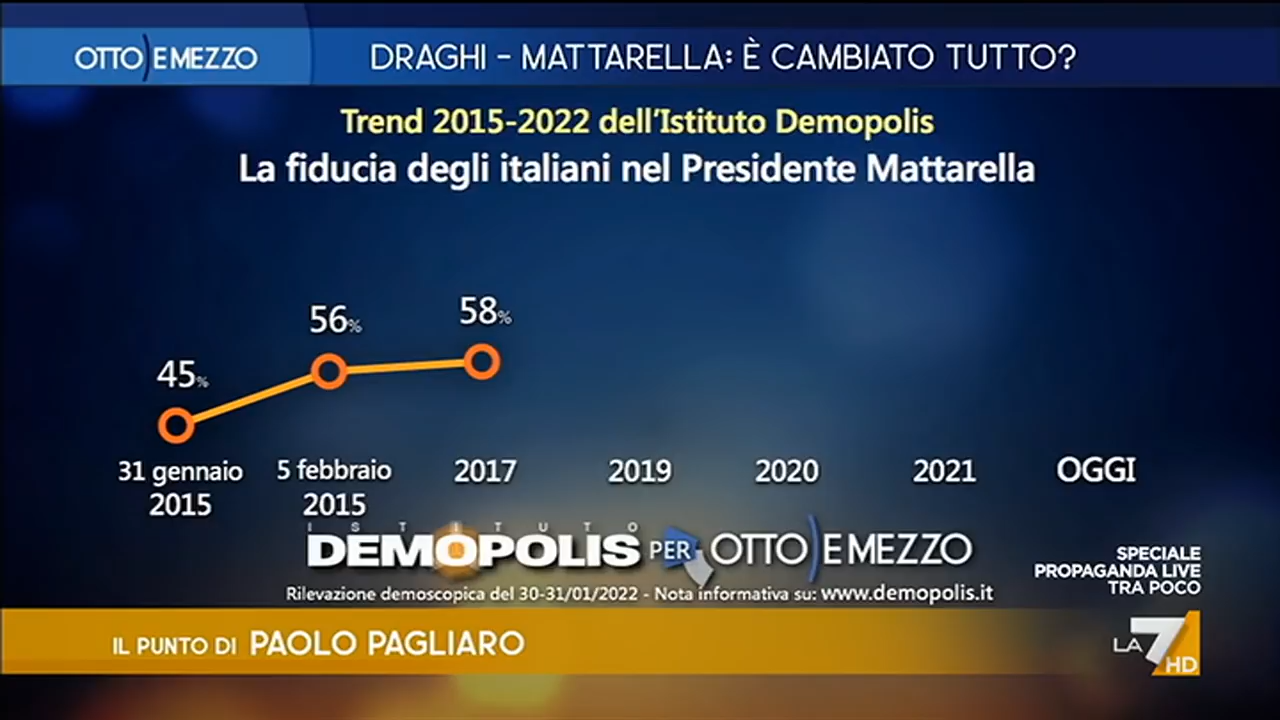 OTTO E MEZZO
DRAGHI - MATTARELLA: È CAMBIATO TUTTO?
Trend 2015-2022 dell'Istituto Demopolis
La fiducia degli italiani nel Presidente Mattarella
45%
56%
58%
31 gennaio 2015
5 febbraio 2015
2017
2019
2020
2021
OGGI
ISTITUTO
DEMOPOLIS PER OTTO E MEZZO
Rilevazione demoscopica del 30-31/01/2022 - Nota informativa su: www.demopolis.it
SPECIALE
PROPAGANDA LIVE
TRA POCO
IL PUNTO DI PAOLO PAGLIARO
LA 7 HD